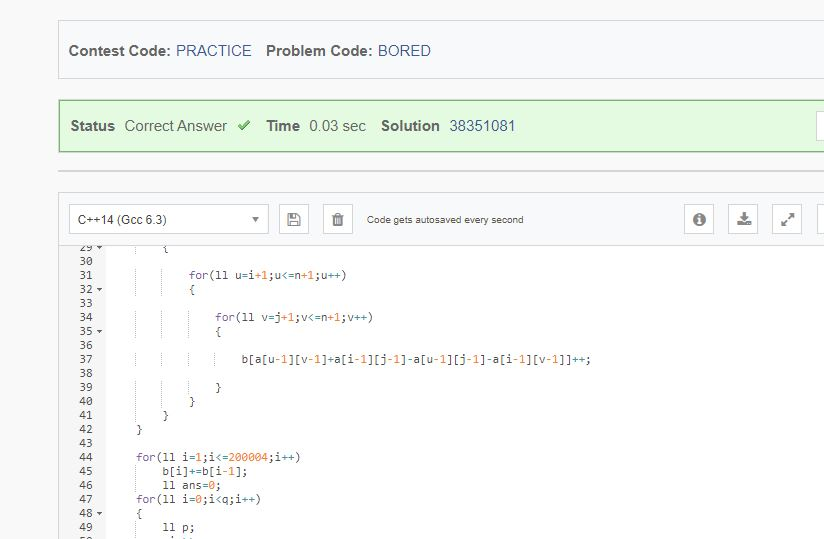 Contest Code: PRACTICE Problem Code: BORED
Status Correct Answer Time 0.03 sec Solution 38351081
C++14 (Gcc 6.3) Code gets autosaved every second
29 {
30
31 for(ll u=i+1;u<=n+1;u++)
32 {
33
34 for(ll v=j+1;v<=n+1;v++)
35 {
36
37 b[a[u-1][v-1]+a[i-1][j-1]-a[u-1][j-1]-a[i-1][v-1]]++;
38
39 }
40 }
41 }
42 }
43
44 for(ll i=1;i<=200004;i++)
45 b[i]+=b[i-1];
46 ll ans=0;
47 for(ll i=0;i<q;i++)
48 {
49 ll p;